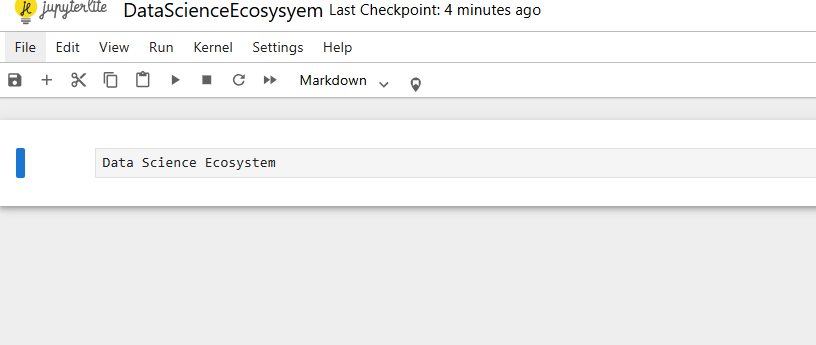 jupyterlite DataScienceEcosysyem Last Checkpoint: 4 minutes ago
File Edit View Run Kernel Settings Help
Markdown
Data Science Ecosystem